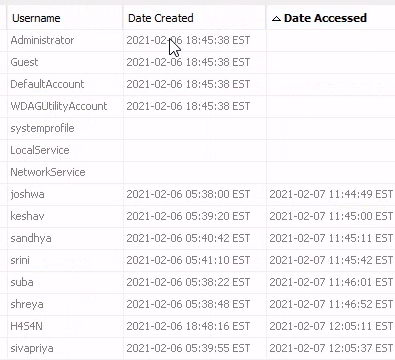 Username Date Created Date Accessed
Administrator 2021-02-06 18:45:38 EST
Guest 2021-02-06 18:45:38 EST
DefaultAccount 2021-02-06 18:45:38 EST
WDAGUtilityAccount 2021-02-06 18:45:38 EST
systemprofile
LocalService
NetworkService
joshwa 2021-02-06 05:38:00 EST 2021-02-07 11:44:49 EST
keshav 2021-02-06 05:39:20 EST 2021-02-07 11:45:00 EST
sandhya 2021-02-06 05:40:42 EST 2021-02-07 11:45:11 EST
srini 2021-02-06 05:41:10 EST 2021-02-07 11:45:42 EST
suba 2021-02-06 05:38:22 EST 2021-02-07 11:46:01 EST
shreya 2021-02-06 05:38:48 EST 2021-02-07 11:46:52 EST
H4S4N 2021-02-06 18:48:16 EST 2021-02-07 12:05:11 EST
sivapriya 2021-02-06 05:39:55 EST 2021-02-07 12:05:37 EST